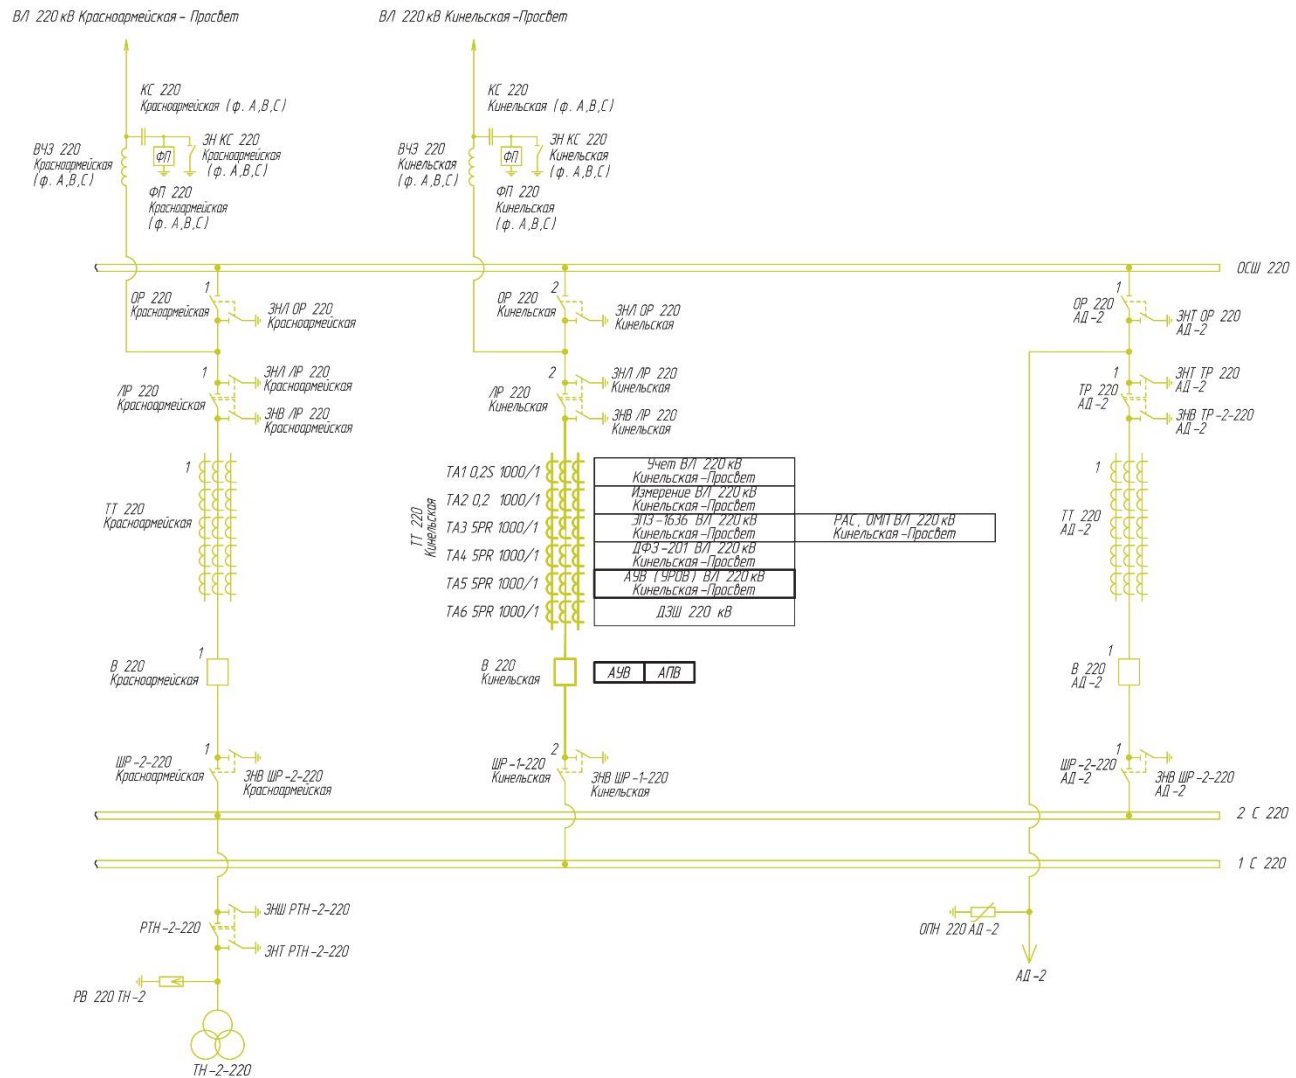 ВЛ 220 кВ Красноармейская - Просвет
ВЛ 220 кВ Кинельская -Просвет
КС 220
Красноармейская (ф. А,В,С)
ВЧЗ 220
Красноармейская
(ф. А,В,С)
ФП
ЗН КС 220
Красноармейская
(ф. А,В,С)
ФП 220
Красноармейская
(ф. А,В,С)
КС 220
Кинельская (ф. А,В,С)
ВЧЗ 220
Кинельская
(ф. А,В,С)
ФП
ЗН КС 220
Кинельская
(ф. А,В,С)
ФП 220
Кинельская
(ф. А,В,С)
ОСШ 220
1
ОР 220
Красноармейская
ЗНЛ ОР 220
Красноармейская
2
ОР 220
Кинельская
ЗНЛ ОР 220
Кинельская
1
ОР 220
АД -2
ЗНТ ОР 220
АД -2
1
ЛР 220
Красноармейская
ЗНЛ ЛР 220
Красноармейская
ЗНВ ЛР 220
Красноармейская
2
ЛР 220
Кинельская
ЗНЛ ЛР 220
Кинельская
ЗНВ ЛР 220
Кинельская
1
ТР 220
АД -2
ЗНТ ТР 220
АД -2
ЗНВ ТР -2-220
АД -2
1
ТТ 220
Красноармейская
ТТ 220
Кинельская
ТА1 0,2S 1000/1
Учет ВЛ 220 кВ
Кинельская -Просвет
ТА2 0,2 1000/1
Измерение ВЛ 220 кВ
Кинельская -Просвет
ТА3 5PR 1000/1
ЭПЗ -1636 ВЛ 220 кВ
Кинельская -Просвет
РАС, ОМП ВЛ 220 кВ
Кинельская -Просвет
ТА4 5PR 1000/1
ДФЗ -201 ВЛ 220 кВ
Кинельская -Просвет
ТА5 5PR 1000/1
АУВ (УРОВ) ВЛ 220 кВ
Кинельская -Просвет
ТА6 5PR 1000/1
ДЗШ 220 кВ
1
ТТ 220
АД -2
1
В 220
Красноармейская
В 220
Кинельская
АУВ
АПВ
1
В 220
АД -2
1
ШР -2-220
Красноармейская
ЗНВ ШР -2-220
Красноармейская
2
ШР -1-220
Кинельская
ЗНВ ШР -1-220
Кинельская
1
ШР -2-220
АД -2
ЗНВ ШР -2-220
АД -2
2 С 220
1 С 220
ЗНШ РТН -2-220
РТН -2-220
ЗНТ РТН -2-220
РВ 220 ТН -2
ТН -2-220
ОПН 220 АД -2
АД -2